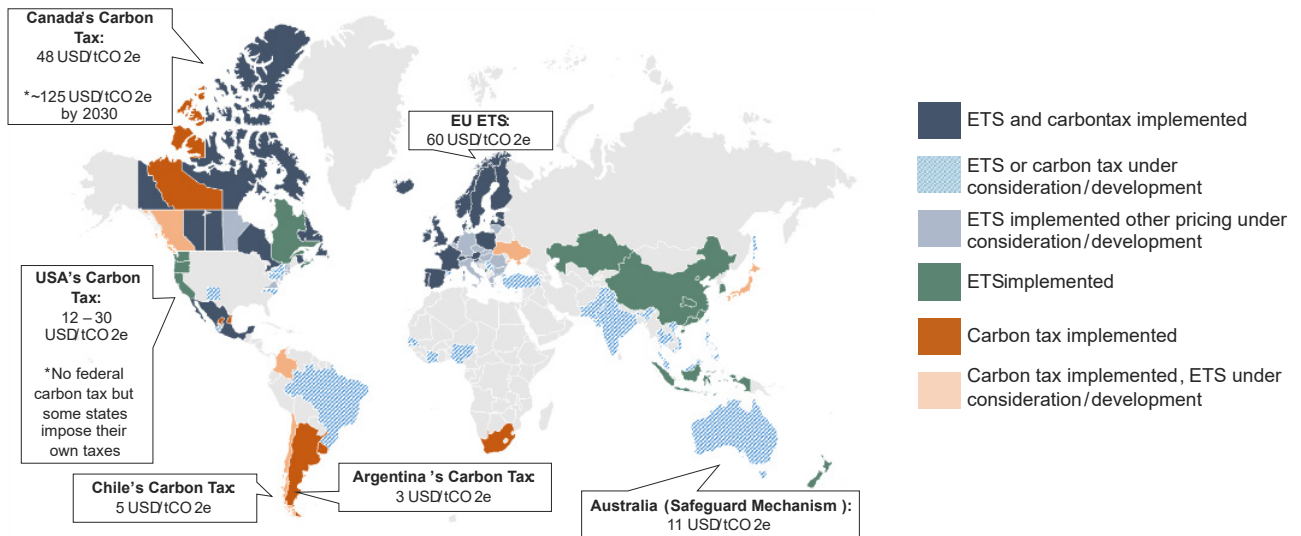 Canada's Carbon
Tax:
48 USD/tCO 2e
*~125 USD/tCO 2e
by 2030
EU ETS:
60 USD/tCO 2e
USA's Carbon
Tax:
12 – 30
USD/tCO 2e
*No federal
carbon tax but
some states
impose their
own taxes
Chile's Carbon Tax:
5 USD/tCO 2e
Argentina 's Carbon Tax:
3 USD/tCO 2e
Australia (Safeguard Mechanism ):
11 USD/tCO 2e
ETS and carbontax implemented
ETS or carbon tax under
consideration/development
ETS implemented other pricing under
consideration/development
ETSimplemented
Carbon tax implemented
Carbon tax implemented, ETS under
consideration/development